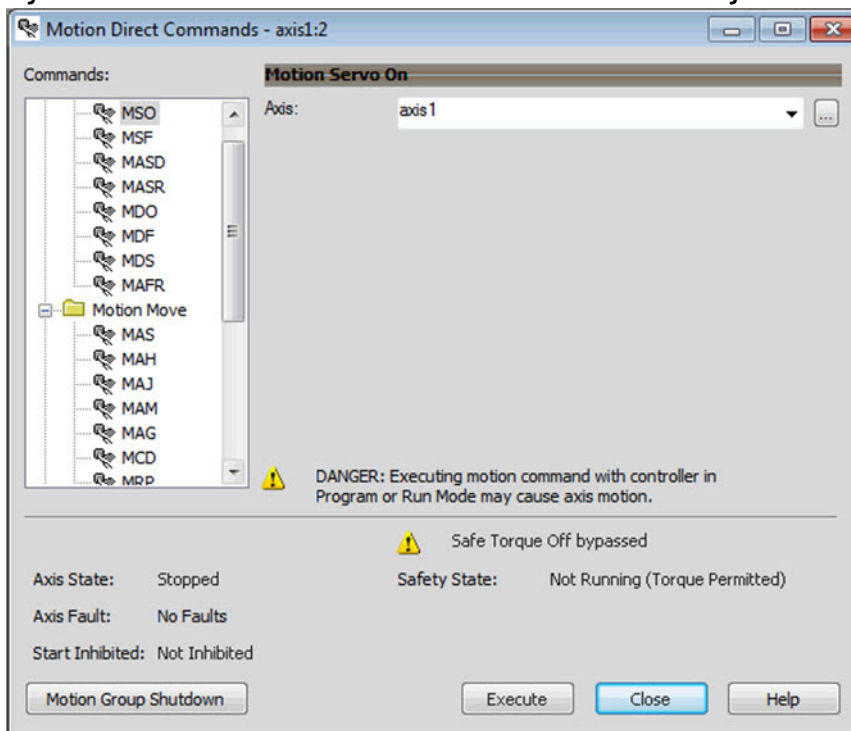 Motion Direct Commands - axis1:2
Commands:
Motion Servo On
MSO
MSF
MASD
MASR
MDO
MDF
MDS
MAFR
Motion Move
MAS
MAH
MAJ
MAM
MAG
MCD
MRP
Axis:
axis1
...
DANGER: Executing motion command with controller in
Program or Run Mode may cause axis motion.
Safe Torque Off bypassed
Axis State: Stopped
Safety State: Not Running (Torque Permitted)
Axis Fault: No Faults
Start Inhibited: Not Inhibited
Motion Group Shutdown
Execute
Close
Help